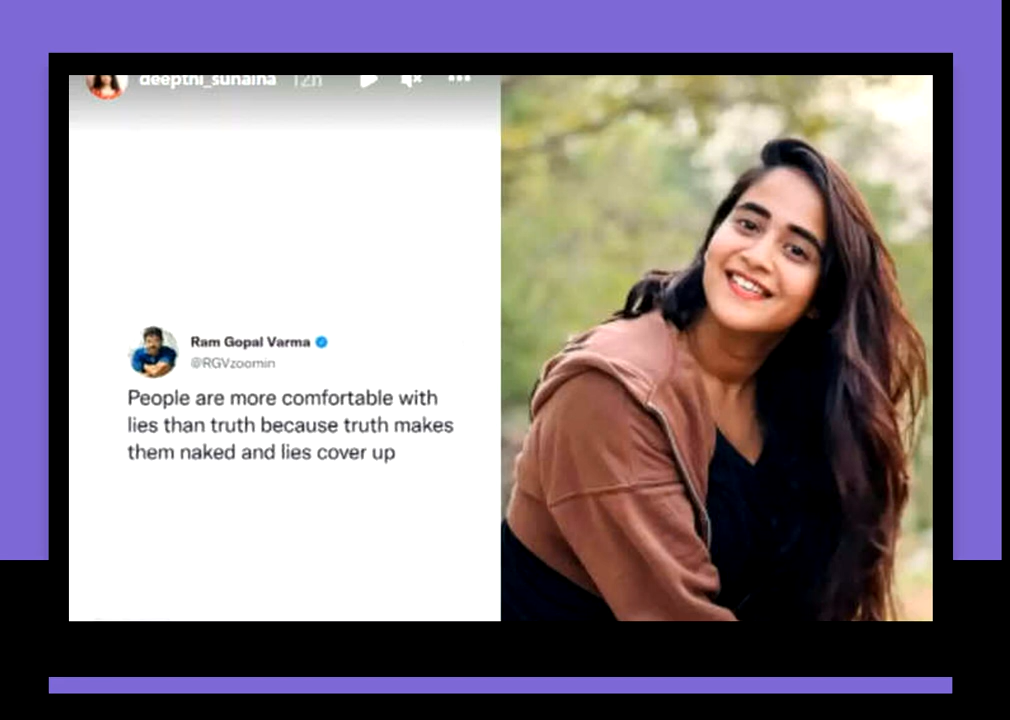 deepthi_sunaina 12h
Ram Gopal Varma
@RGVzoomin
People are more comfortable with
lies than truth because truth makes
them naked and lies cover up